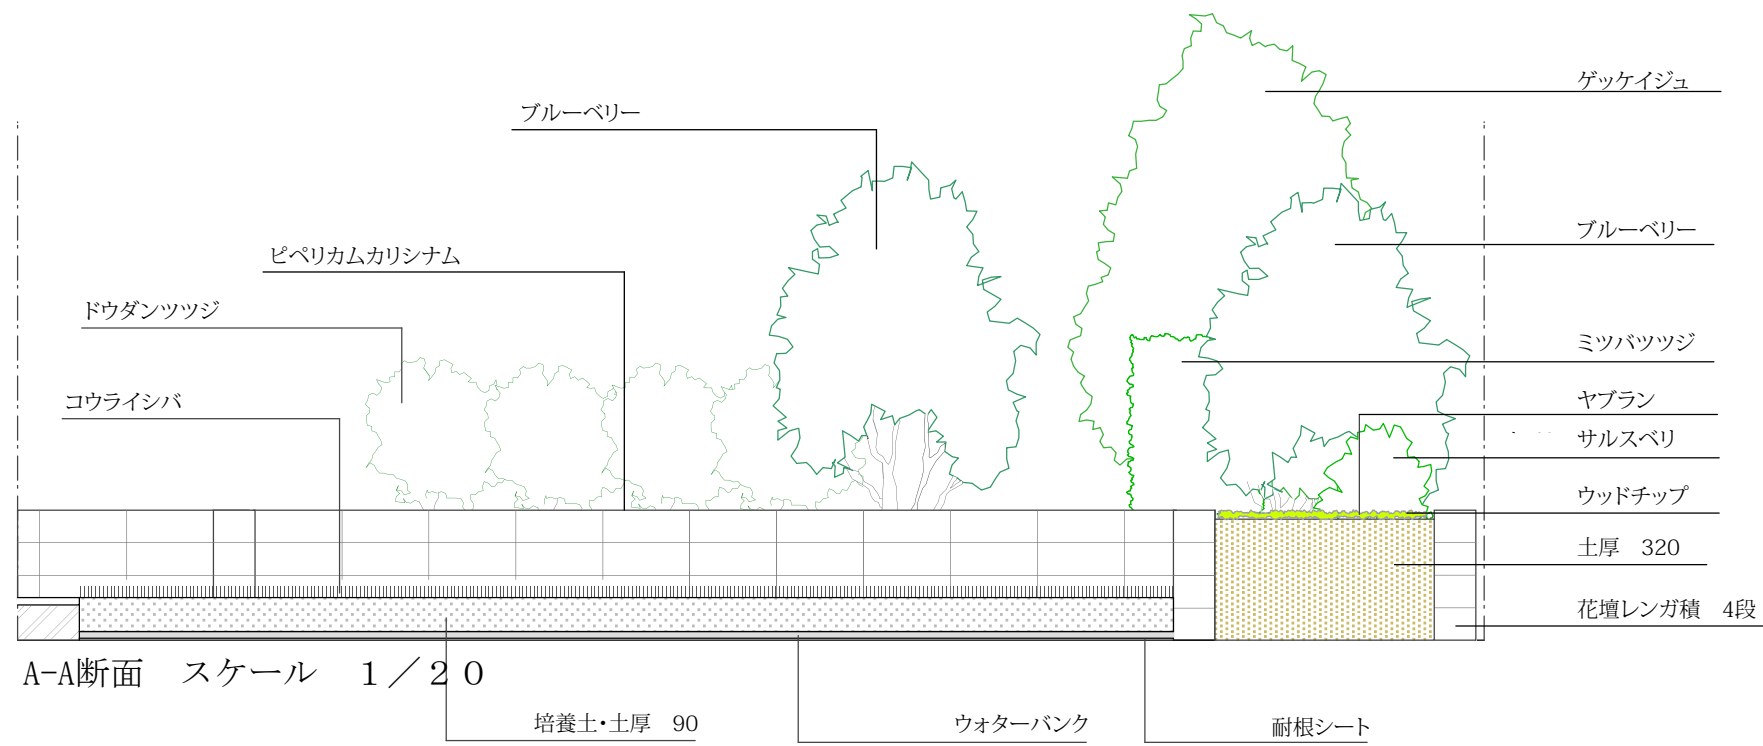 ゲッケイジュ
ブルーベリー
ブルーベリー
ピペリカムカリシナム
ドウダンツツジ
ミツバツツジ
コウライシバ
ヤブラン
サルスベリ
ウッドチップ
土厚　320
花壇レンガ積　4段
A-A断面　スケール　１／２０
培養土・土厚　90
ウォターバンク
耐根シート